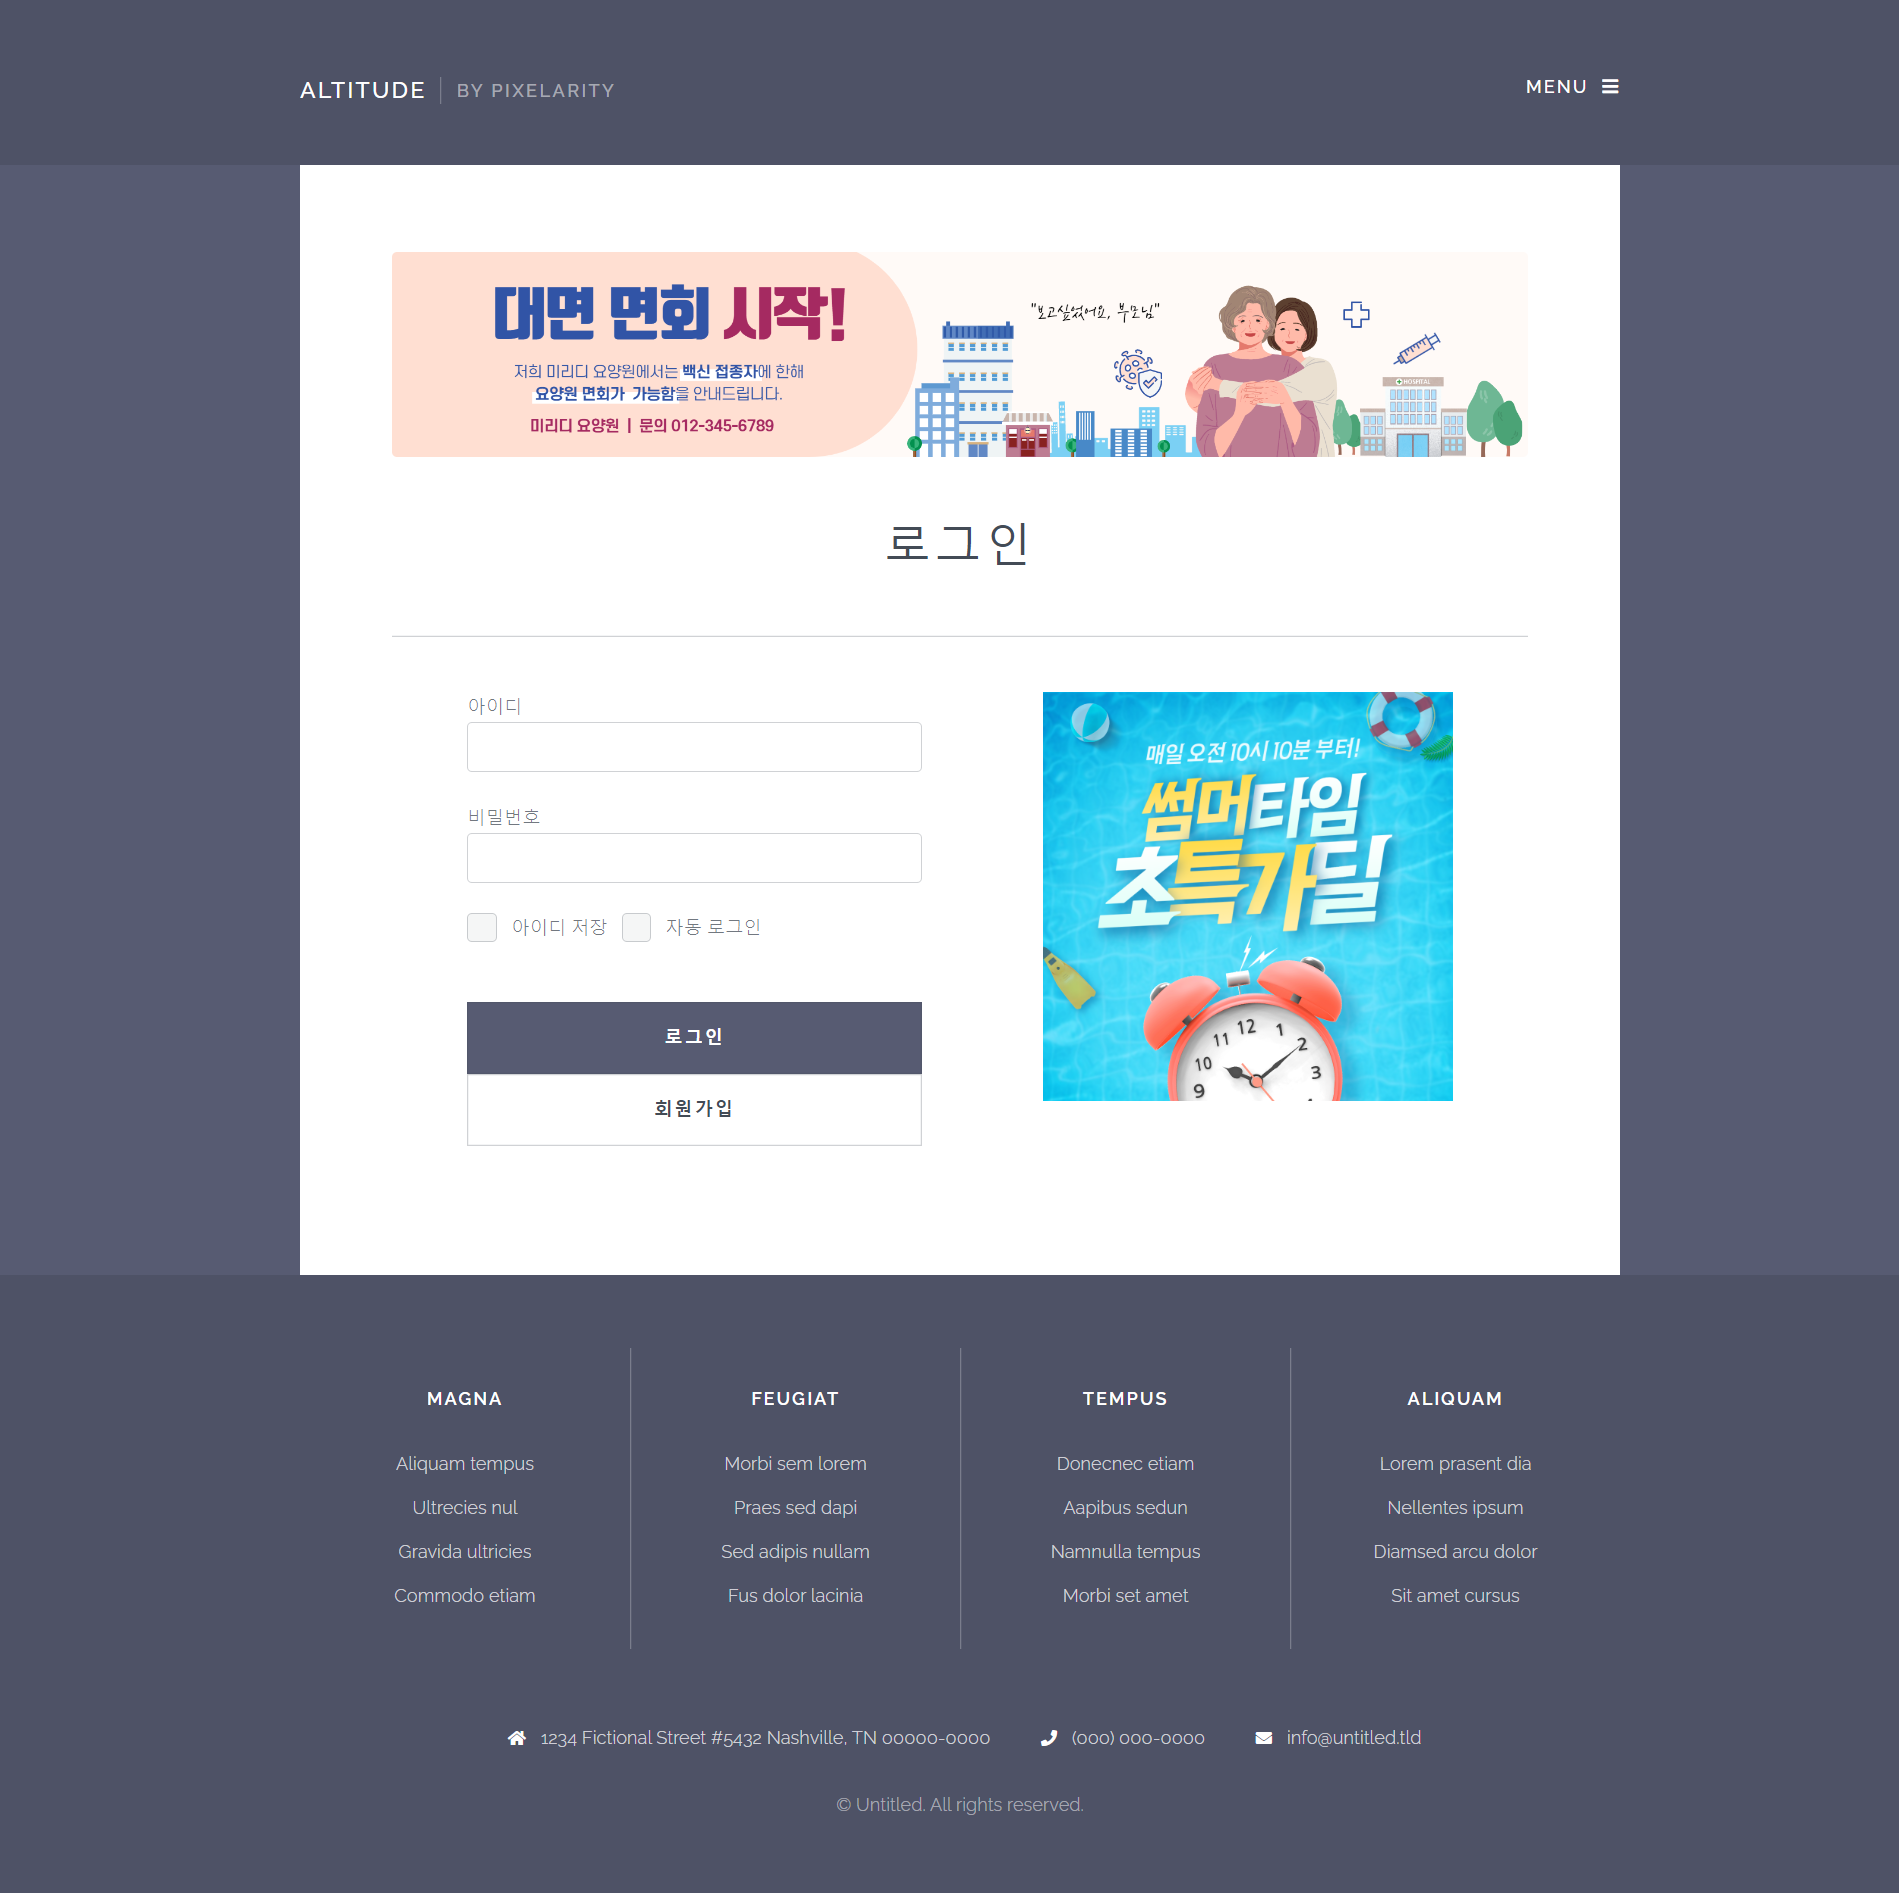 ALTITUDE BY PIXELARITY
MENU
대면 면회 시작!
저희 미리디 요양원에서는 백신 접종자에 한해
요양원 면회가 가능함을 안내드립니다.
미리디 요양원 | 문의 012-345-6789
"보고싶었어요, 부모님"
HOSPITAL
로그인
아이디
비밀번호
아이디 저장 자동 로그인
로그인
회원가입
매일 오전 10시 10분 부터!
썸머타임
초특가딜
12
11
1
10
2
9
3
MAGNA
Aliquam tempus
Ultrecies nul
Gravida ultricies
Commodo etiam
FEUGIAT
Morbi sem lorem
Praes sed dapi
Sed adipis nullam
Fus dolor lacinia
TEMPUS
Donecnec etiam
Aapibus sedun
Namnulla tempus
Morbi set amet
ALIQUAM
Lorem prasent dia
Nellentes ipsum
Diamsed arcu dolor
Sit amet cursus
1234 Fictional Street #5432 Nashville, TN 00000-0000
(000) 000-0000
info@untitled.tld
© Untitled. All rights reserved.